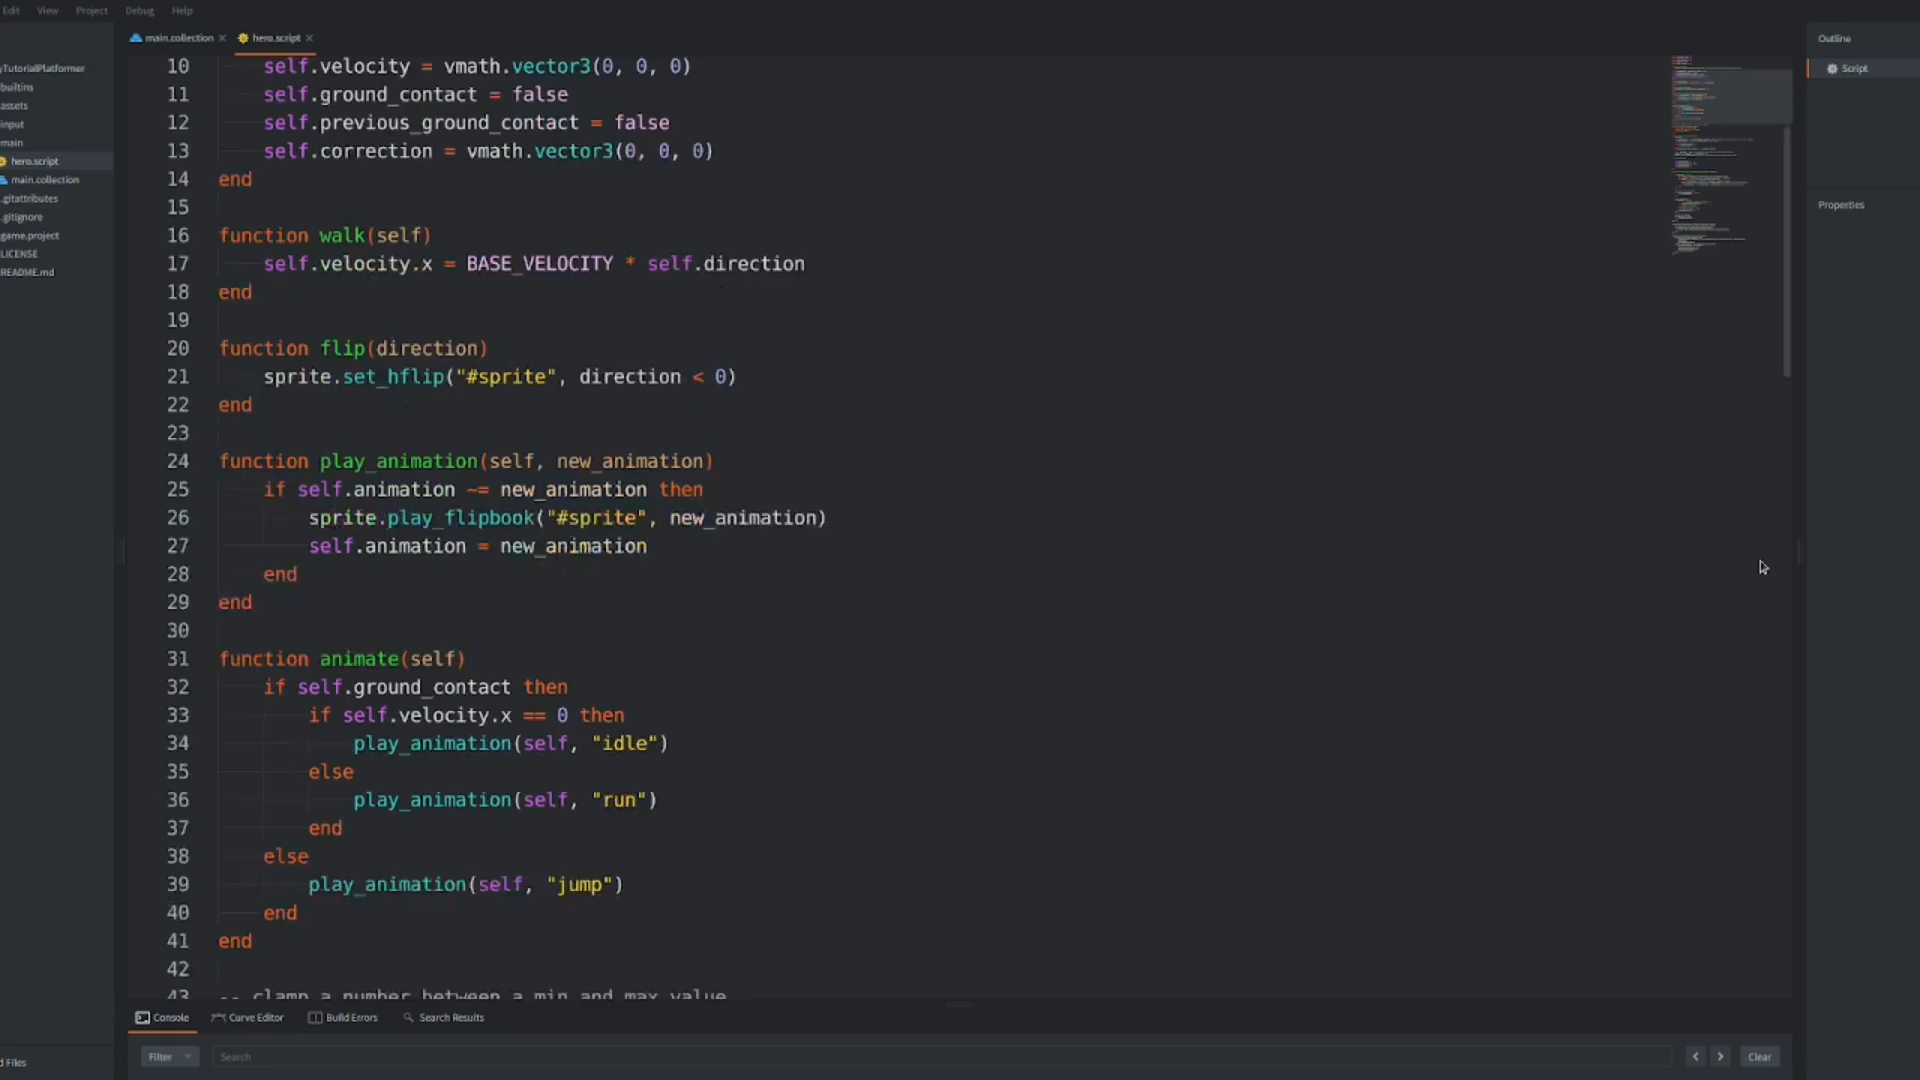 Edit View Project Debug Help
main.collection hero.script
Outline
Script
Properties
yTutorialPlatformer
builtins
assets
input
main
hero.script
main.collection
.gitattributes
.gitignore
game.project
LICENSE
README.md
10 self.velocity = vmath.vector3(0, 0, 0)
11 self.ground_contact = false
12 self.previous_ground_contact = false
13 self.correction = vmath.vector3(0, 0, 0)
14 end
15
16 function walk(self)
17 self.velocity.x = BASE_VELOCITY * self.direction
18 end
19
20 function flip(direction)
21 sprite.set_hflip("#sprite", direction < 0)
22 end
23
24 function play_animation(self, new_animation)
25 if self.animation ~= new_animation then
26 sprite.play_flipbook("#sprite", new_animation)
27 self.animation = new_animation
28 end
29 end
30
31 function animate(self)
32 if self.ground_contact then
33 if self.velocity.x == 0 then
34 play_animation(self, "idle")
35 else
36 play_animation(self, "run")
37 end
38 else
39 play_animation(self, "jump")
40 end
41 end
42
43 -- clamp a number between a min and max value
Console Curve Editor Build Errors Search Results
d Files
Filter Search Clear